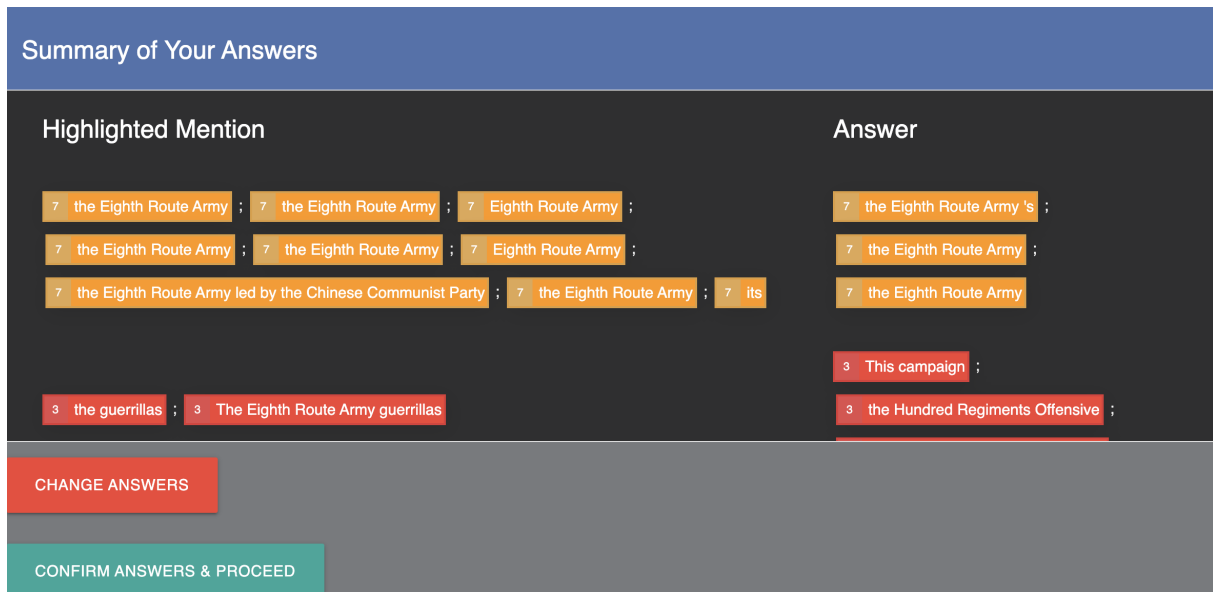 Summary of Your Answers
Highlighted Mention Answer
7 the Eighth Route Army ; 7 the Eighth Route Army ; 7 Eighth Route Army ; 7 the Eighth Route Army 's ;
7 the Eighth Route Army ; 7 the Eighth Route Army ; 7 Eighth Route Army ; 7 the Eighth Route Army ;
7 the Eighth Route Army led by the Chinese Communist Party ; 7 the Eighth Route Army ; 7 its 7 the Eighth Route Army
3 This campaign ;
3 the guerrillas ; 3 The Eighth Route Army guerrillas 3 the Hundred Regiments Offensive ;
CHANGE ANSWERS
CONFIRM ANSWERS & PROCEED